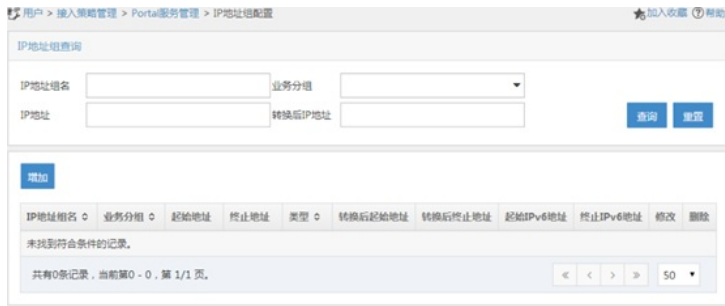 用户 > 接入策略管理 > Portal服务管理 > IP地址组配置 加入收藏 ?帮助
IP地址组查询
IP地址组名 业务分组
IP地址 转换后IP地址 查询 重置
增加
IP地址组名 业务分组 起始地址 终止地址 类型 转换后起始地址 转换后终止地址 起始IPv6地址 终止IPv6地址 修改 删除
未找到符合条件的记录。
共有0条记录，当前第0 - 0，第 1/1 页。 « < > » 50